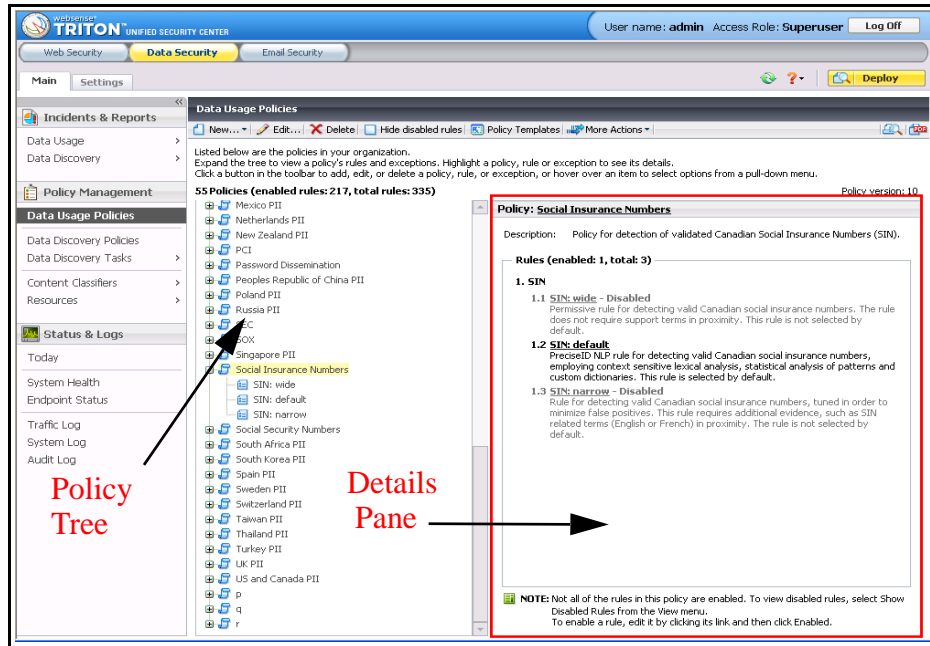 websense®
TRITON™ UNIFIED SECURITY CENTER
User name: admin Access Role: Superuser Log Off
Web Security Data Security Email Security
Main Settings
Deploy
Incidents & Reports
Data Usage
Data Discovery
Policy Management
Data Usage Policies
Data Discovery Policies
Data Discovery Tasks
Content Classifiers
Resources
Status & Logs
Today
System Health
Endpoint Status
Traffic Log
System Log
Audit Log
Data Usage Policies
New... Edit... Delete Hide disabled rules Policy Templates More Actions
PDF
Listed below are the policies in your organization.
Expand the tree to view a policy's rules and exceptions. Highlight a policy, rule or exception to see its details.
Click a button in the toolbar to add, edit, or delete a policy, rule, or exception, or hover over an item to select options from a pull-down menu.
55 Policies (enabled rules: 217, total rules: 335)
Policy version: 10
Mexico PII
Netherlands PII
New Zealand PII
PCI
Password Dissemination
Peoples Republic of China PII
Poland PII
Russia PII
SOX
Singapore PII
Social Insurance Numbers
SIN: wide
SIN: default
SIN: narrow
Social Security Numbers
South Africa PII
South Korea PII
Spain PII
Sweden PII
Switzerland PII
Taiwan PII
Thailand PII
Turkey PII
UK PII
US and Canada PII
p
q
r
Policy
Tree
Details
Pane
Policy: Social Insurance Numbers
Description: Policy for detection of validated Canadian Social Insurance Numbers (SIN).
Rules (enabled: 1, total: 3)
1. SIN
1.1 SIN: wide - Disabled
Permissive rule for detecting valid Canadian social insurance numbers. The rule
does not require support terms in proximity. This rule is not selected by
default.
1.2 SIN: default
PreciseID NLP rule for detecting valid Canadian social insurance numbers,
employing context sensitive lexical analysis, statistical analysis of patterns and
custom dictionaries. This rule is selected by default.
1.3 SIN: narrow - Disabled
Rule for detecting valid Canadian social insurance numbers, tuned in order to
minimize false positives. This rule requires additional evidence, such as SIN
related terms (English or French) in proximity. The rule is not selected by
default.
NOTE: Not all of the rules in this policy are enabled. To view disabled rules, select Show
Disabled Rules from the View menu.
To enable a rule, edit it by clicking its link and then click Enabled.